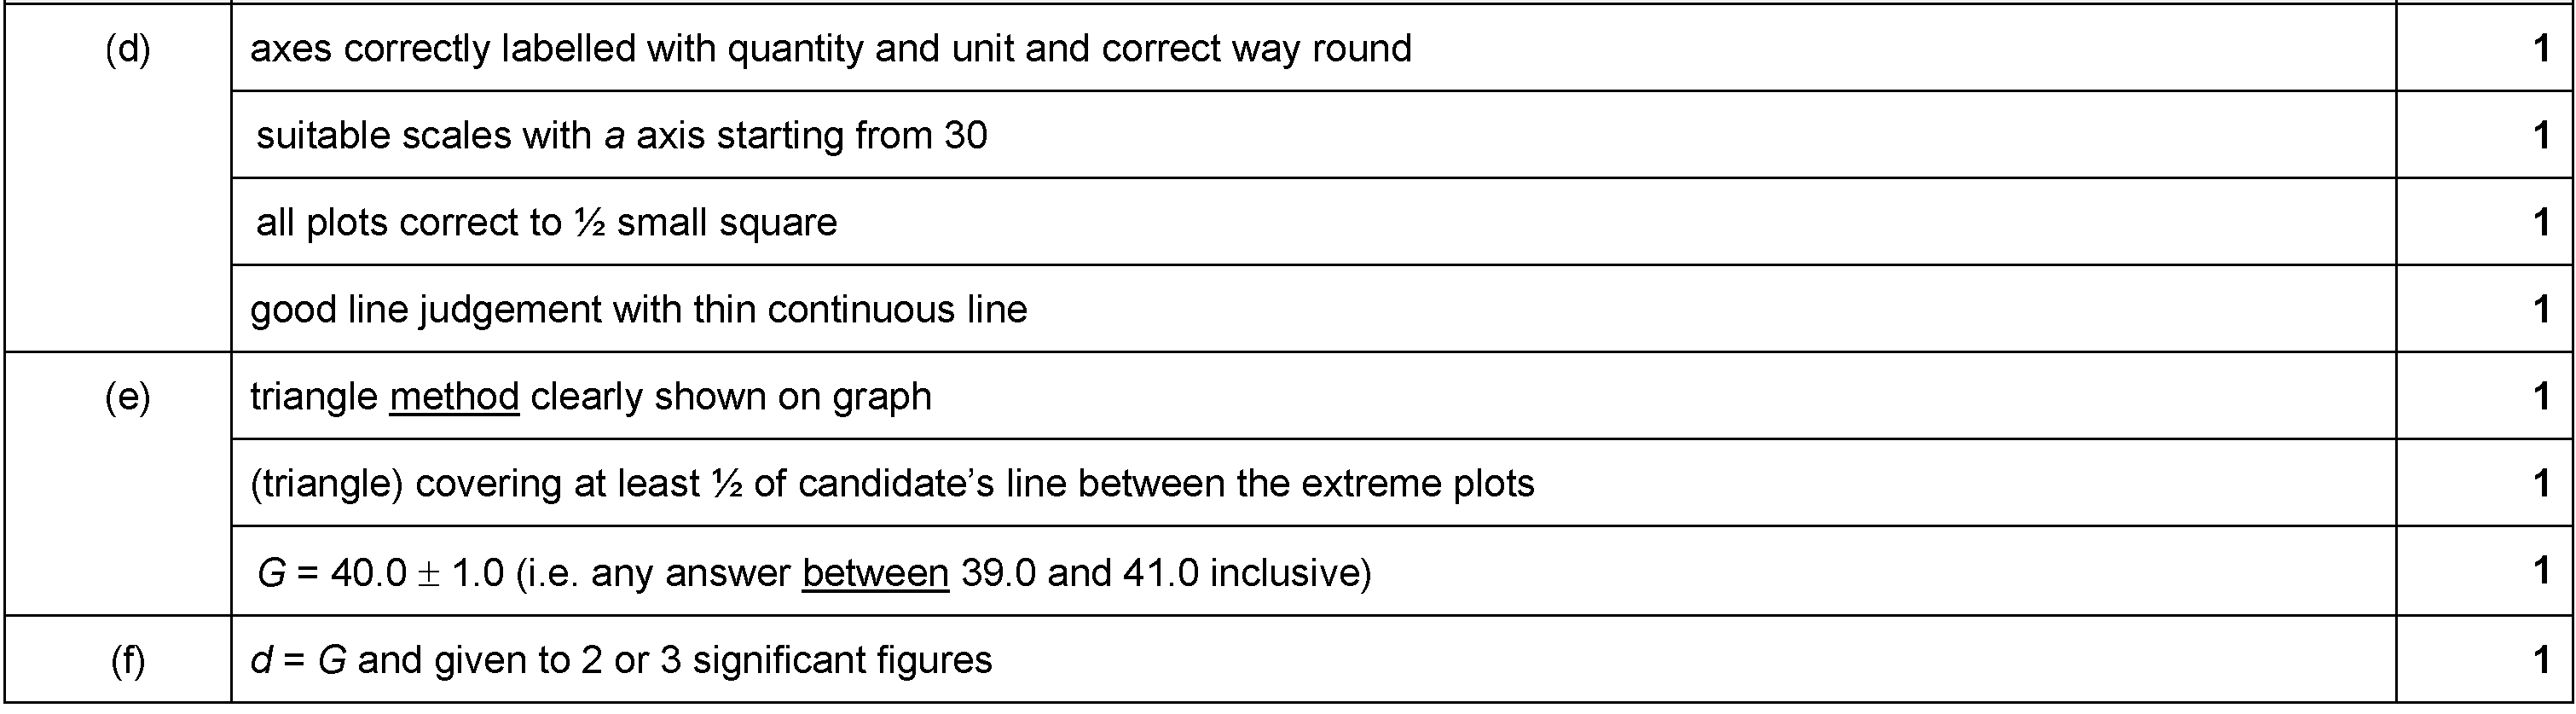 (d) axes correctly labelled with quantity and unit and correct way round 1
suitable scales with a axis starting from 30 1
all plots correct to ½ small square 1
good line judgement with thin continuous line 1
(e) triangle method clearly shown on graph 1
(triangle) covering at least ½ of candidate’s line between the extreme plots 1
G = 40.0 ± 1.0 (i.e. any answer between 39.0 and 41.0 inclusive) 1
(f) d = G and given to 2 or 3 significant figures 1